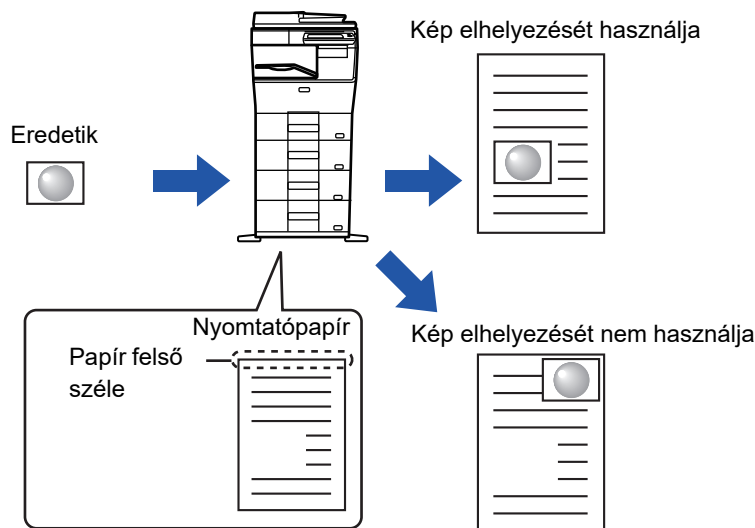 Kép elhelyezését használja
Eredetik
Nyomtatópapír
Papír felső
széle
Kép elhelyezését nem használja